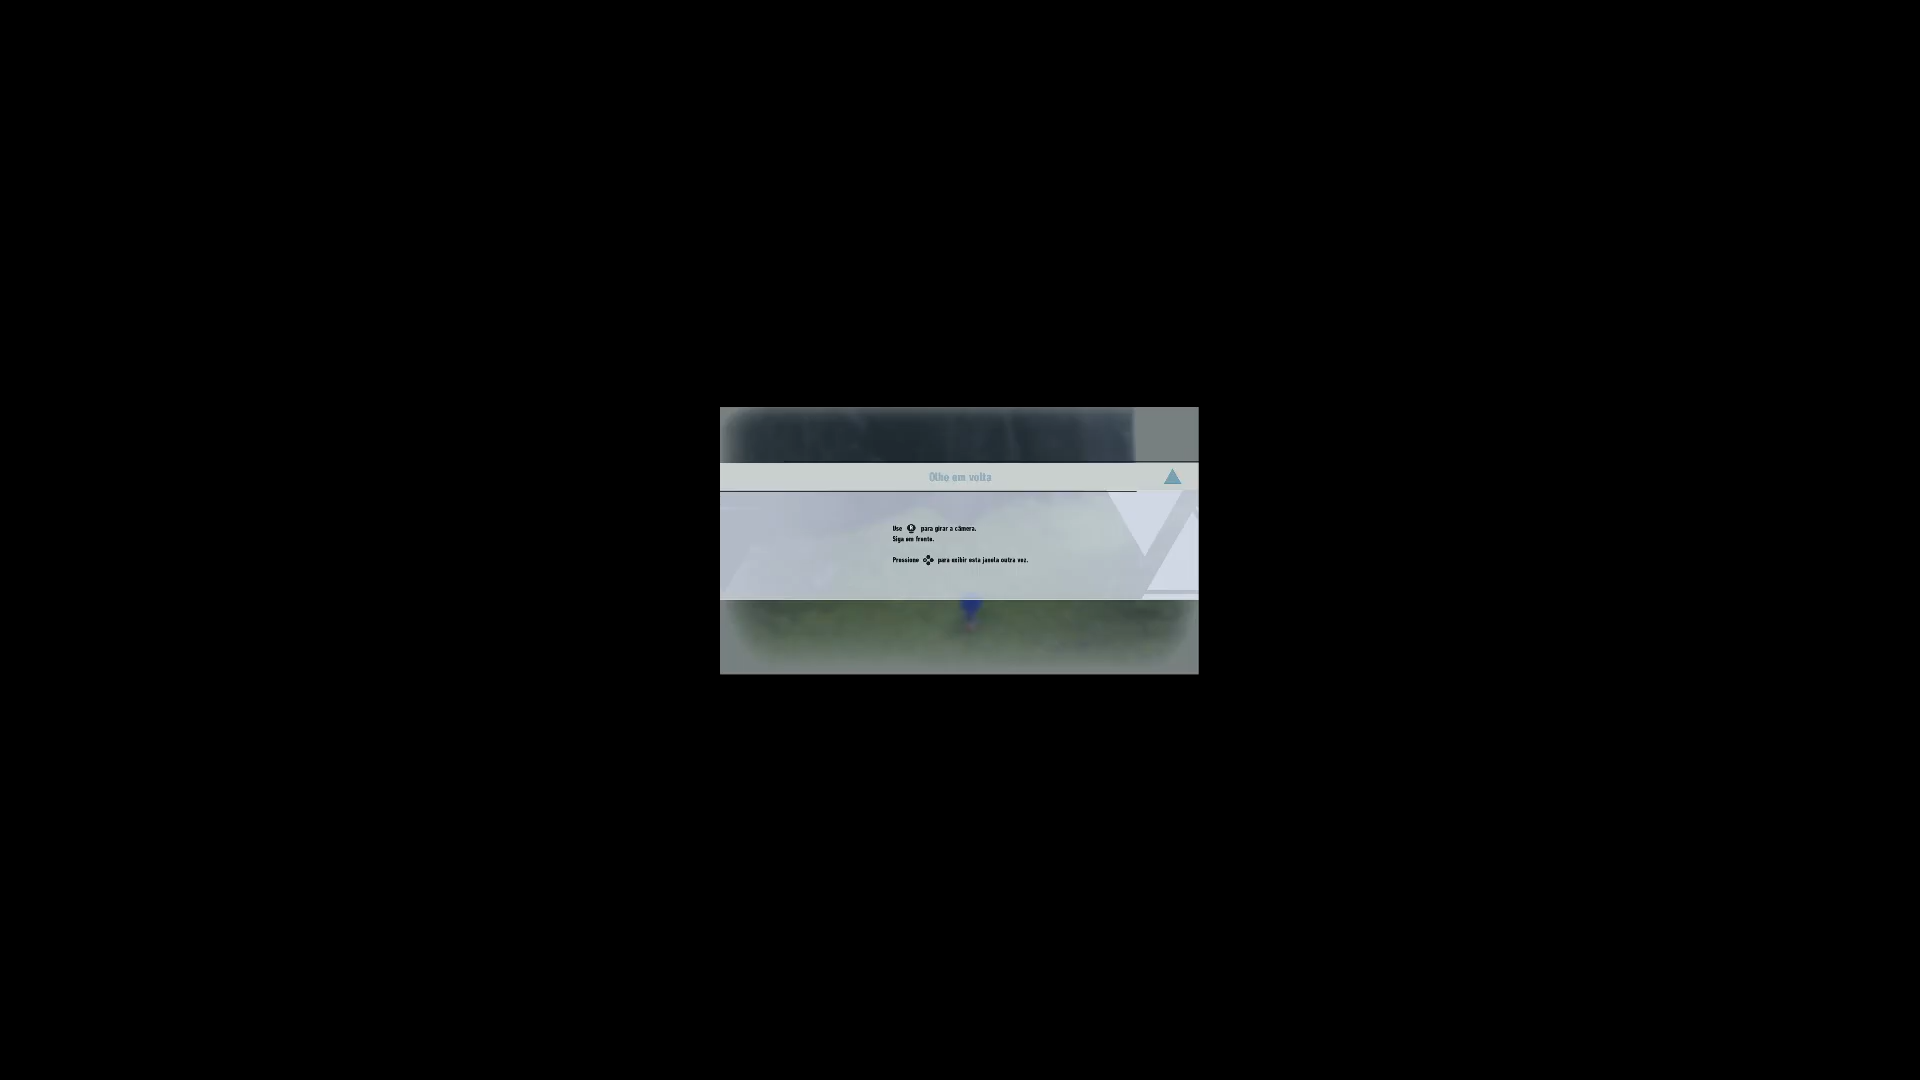 Olhe em volta
Use R para girar a câmera.
Siga em frente.
Pressione para exibir esta janela outra vez.